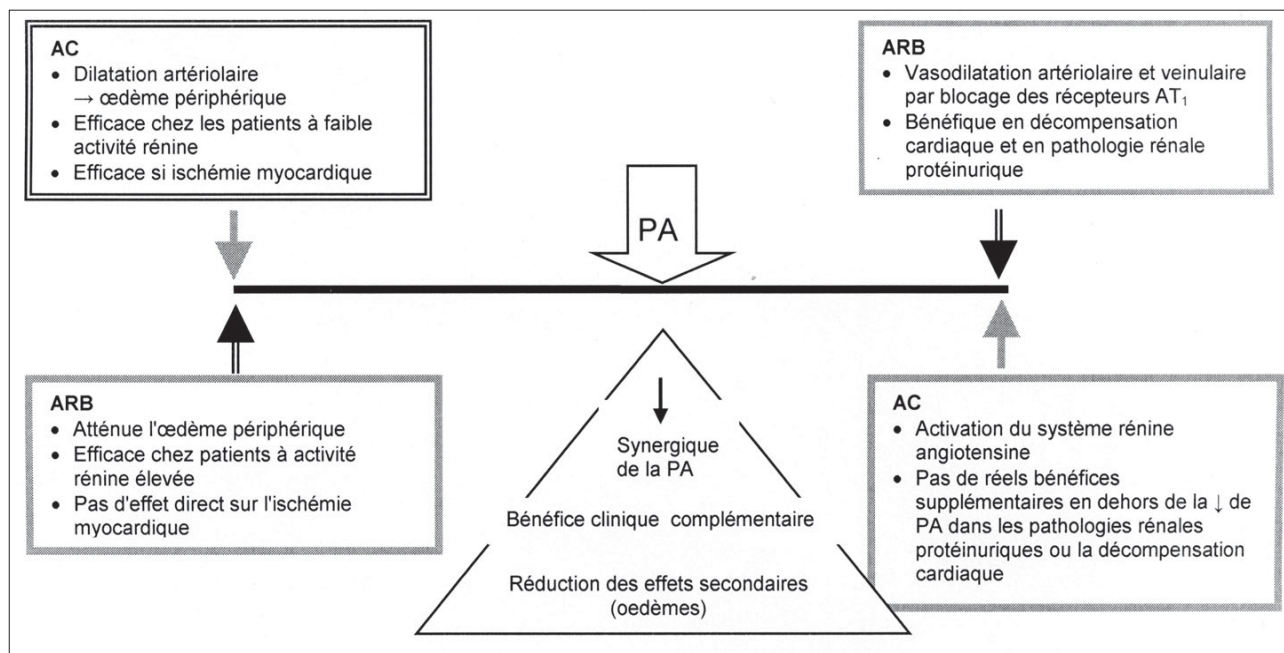 AC
• Dilatation artériolaire
→ œdème périphérique
• Efficace chez les patients à faible
activité rénine
• Efficace si ischémie myocardique
PA
ARB
• Vasodilatation artériolaire et veinulaire
par blocage des récepteurs AT₁
• Bénéfique en décompensation
cardiaque et en pathologie rénale
protéinurique
ARB
• Atténue l'œdème périphérique
• Efficace chez patients à activité
rénine élevée
• Pas d'effet direct sur l'ischémie
myocardique
↓
Synergique
de la PA
Bénéfice clinique complémentaire
Réduction des effets secondaires
(oedèmes)
AC
• Activation du système rénine
angiotensine
• Pas de réels bénéfices
supplémentaires en dehors de la ↓ de
PA dans les pathologies rénales
protéinuriques ou la décompensation
cardiaque